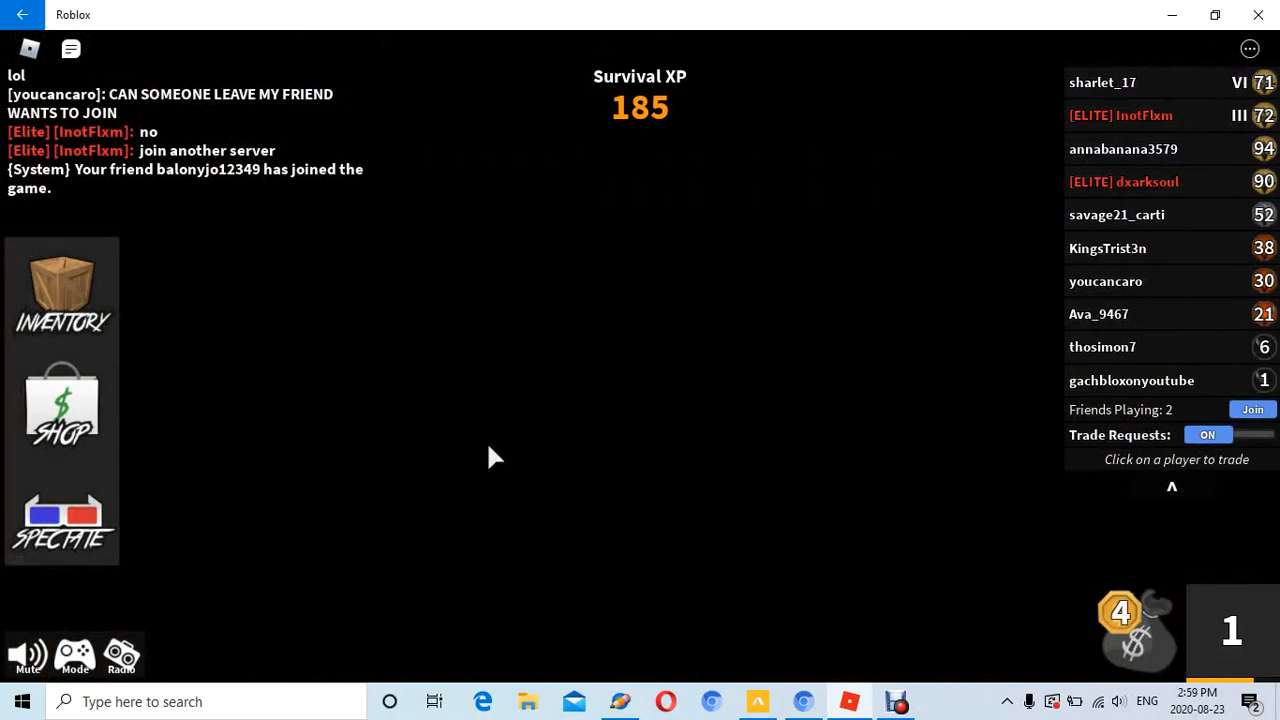 Roblox
lol
[youcancaro]: CAN SOMEONE LEAVE MY FRIEND
WANTS TO JOIN
[Elite] [InotFlxm]: no
[Elite] [InotFlxm]: join another server
{System} Your friend balonyjo12349 has joined the
game.
Survival XP
185
sharlet_17 VI 71
[ELITE] InotFlxm III 72
annabanana3579 94
[ELITE] dxarksoul 90
savage21_carti 52
KingsTrist3n 38
youcancaro 30
Ava_9467 21
thosimon7 6
gachbloxonyoutube 1
Friends Playing: 2 Join
Trade Requests: ON
Click on a player to trade
INVENTORY
$
SHOP
SPECTATE
Mute Mode Radio
4
$
1
Type here to search
ENG
2:59 PM
2020-08-23
2